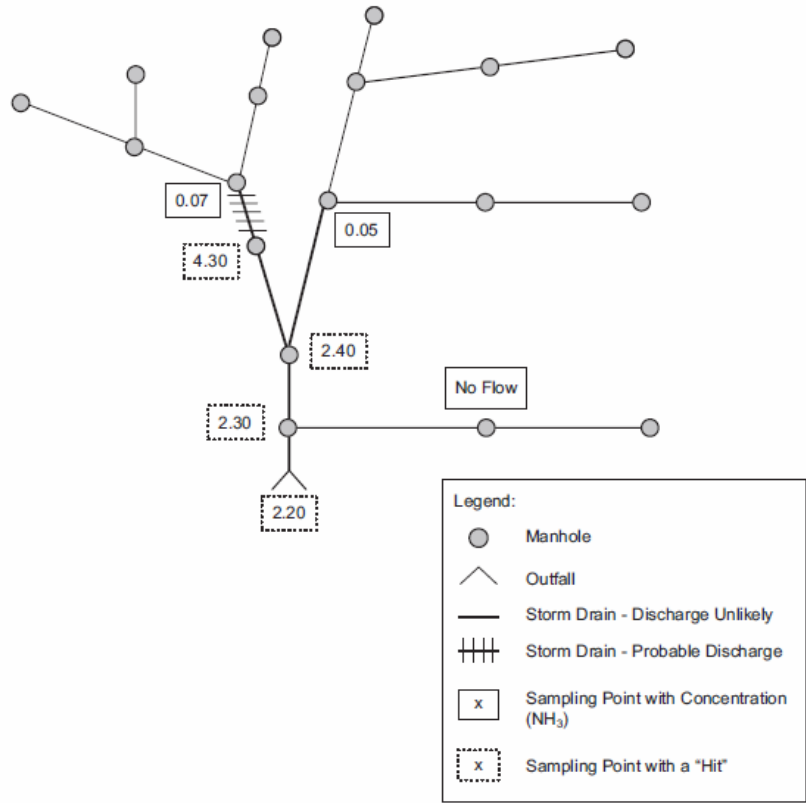 0.07
0.05
4.30
2.40
No Flow
2.30
2.20
Legend:
Manhole
Outfall
Storm Drain - Discharge Unlikely
Storm Drain - Probable Discharge
x
Sampling Point with Concentration
(NH₃)
x
Sampling Point with a “Hit”